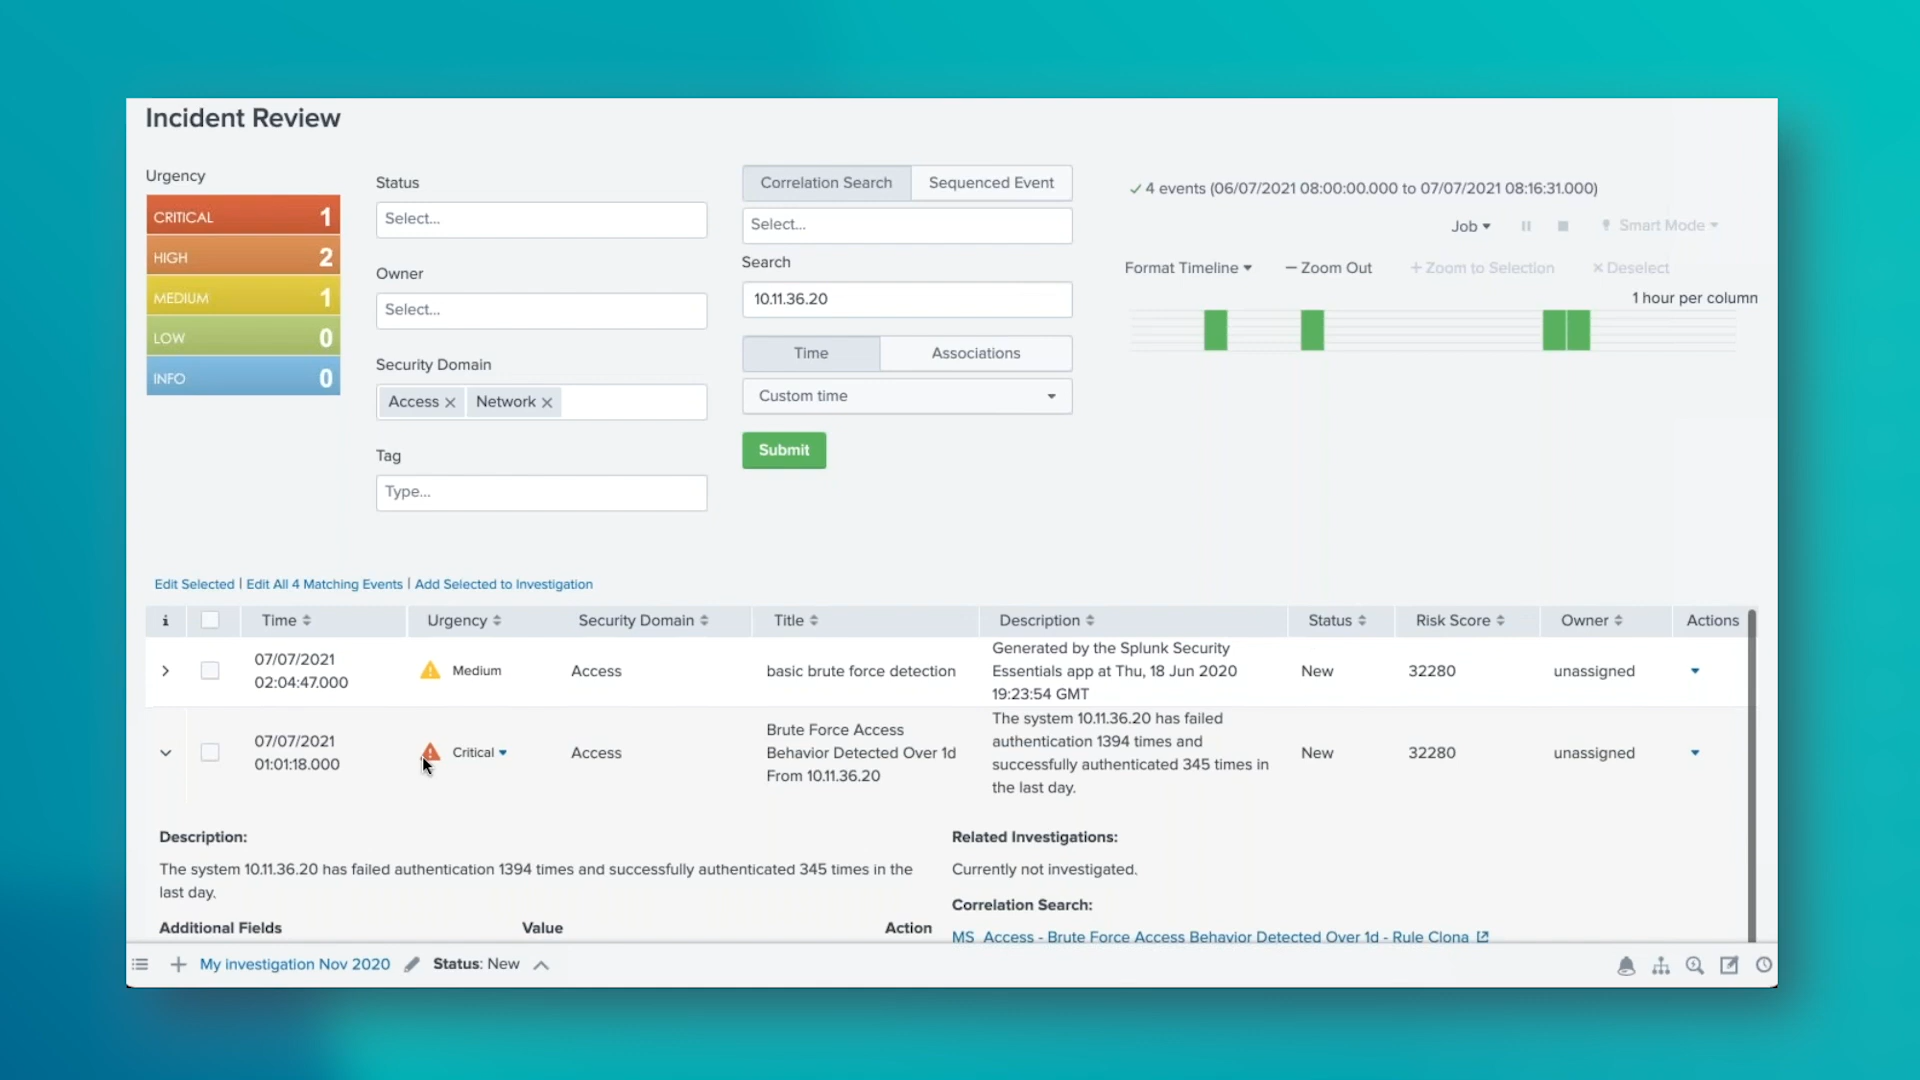 Incident Review
Urgency
CRITICAL 1
HIGH 2
MEDIUM 1
LOW 0
INFO 0
Status
Select...
Owner
Select...
Security Domain
Access Network
Tag
Type...
Correlation Search Sequenced Event
Select...
Search
10.11.36.20
Time Associations
Custom time
Submit
4 events (06/07/2021 08:00:00.000 to 07/07/2021 08:16:31.000)
Job Smart Mode
Format Timeline — Zoom Out + Zoom to Selection × Deselect
1 hour per column
Edit Selected | Edit All 4 Matching Events | Add Selected to Investigation
i Time Urgency Security Domain Title Description Status Risk Score Owner Actions
07/07/2021
02:04:47.000
Medium
Access
basic brute force detection
Generated by the Splunk Security
Essentials app at Thu, 18 Jun 2020
19:23:54 GMT
New
32280
unassigned
07/07/2021
01:01:18.000
Critical
Access
Brute Force Access
Behavior Detected Over 1d
From 10.11.36.20
The system 10.11.36.20 has failed
authentication 1394 times and
successfully authenticated 345 times in
the last day.
New
32280
unassigned
Description:
The system 10.11.36.20 has failed authentication 1394 times and successfully authenticated 345 times in the
last day.
Additional Fields Value Action
Related Investigations:
Currently not investigated.
Correlation Search:
MS_Access - Brute Force Access Behavior Detected Over 1d - Rule Clona
My investigation Nov 2020 Status: New